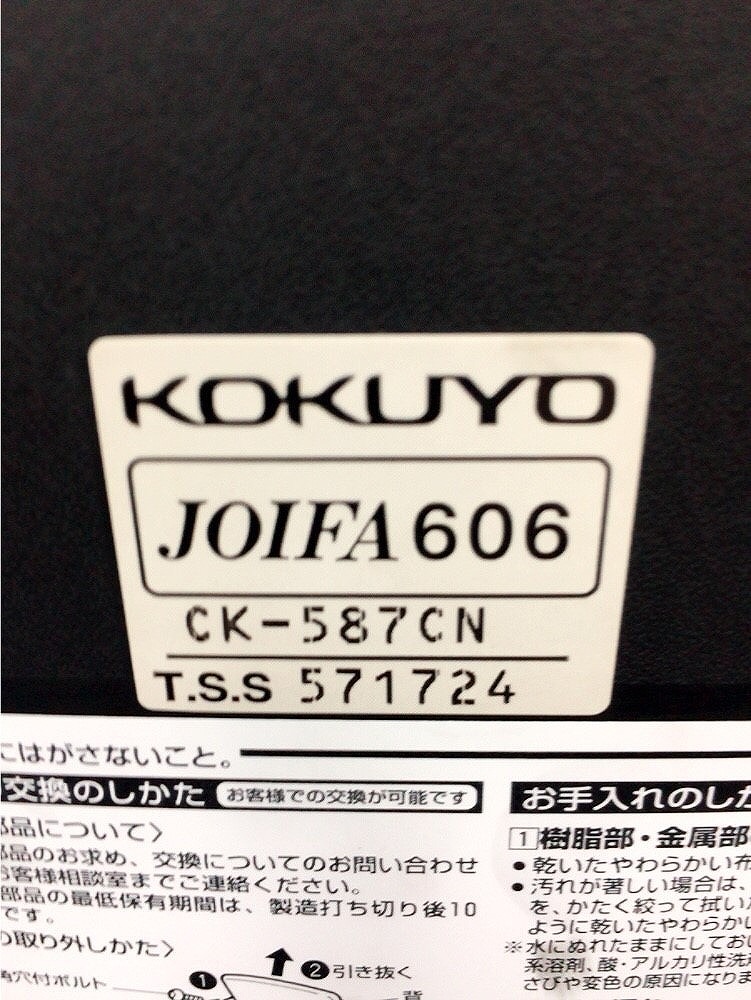 KOKUYO
JOIFA 606
CK-587CN
T.S.S 571724
にはがさないこと。
交換のしかた お客様での交換が可能です
部品について〉
部品のお求め、交換についてのお問い合わせ
お客様相談室までご連絡ください。
部品の最低保有期間は、製造打ち切り後10
です。
の取り外しかた〉
角穴付ボルト
❶
❷引き抜く
背
お手入れのしか
1 樹脂部・金属部
●乾いたやわらかい布
●汚れが著しい場合は、
を、かたく絞って拭い
ように乾いたやわらかい
※水にぬれたままにしてお
系溶剤、酸・アルカリ性洗
さびや変色の原因になりま